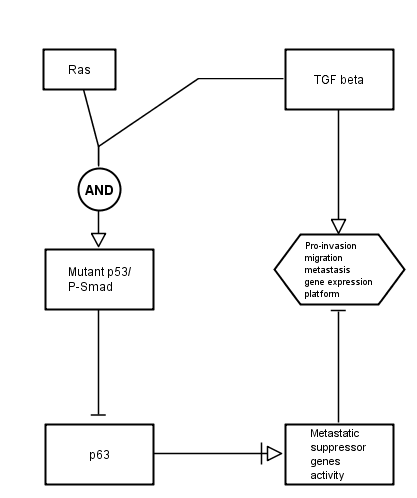 Ras
TGF beta
AND
Mutant p53/
P-Smad
Pro-invasion
migration
metastasis
gene expression
platform
p63
Metastatic
suppressor
genes
activity